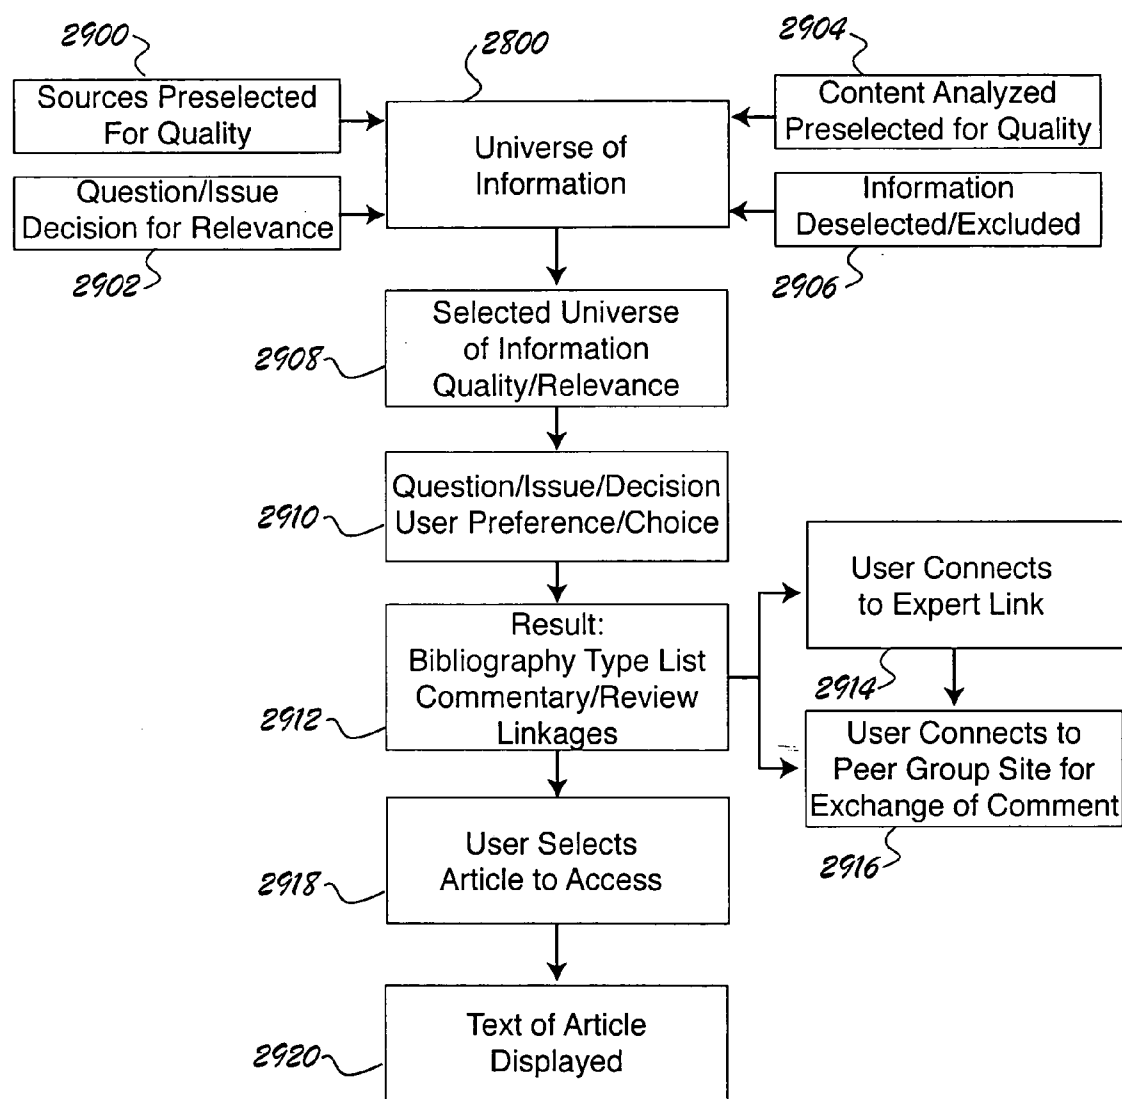 2900
2800
2904
Sources Preselected
For Quality
Universe of
Information
Content Analyzed
Preselected for Quality
Question/Issue
Decision for Relevance
Information
Deselected/Excluded
2902
2906
Selected Universe
of Information
Quality/Relevance
2908
Question/Issue/Decision
User Preference/Choice
2910
User Connects
to Expert Link
Result:
Bibliography Type List
Commentary/Review
Linkages
2912
2914
User Connects to
Peer Group Site for
Exchange of Comment
2916
User Selects
Article to Access
2918
Text of Article
Displayed
2920